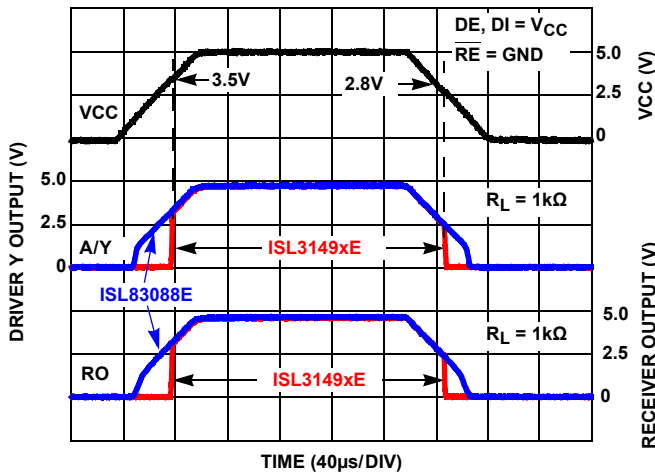 DE, DI = VCC
RE = GND
5.0
3.5V
2.8V
2.5
VCC
0
VCC (V)
5.0
RL = 1kΩ
2.5
A/Y
ISL3149xE
0
ISL83088E
DRIVER Y OUTPUT (V)
5.0
RL = 1kΩ
2.5
RO
ISL3149xE
0
RECEIVER OUTPUT (V)
TIME (40µs/DIV)